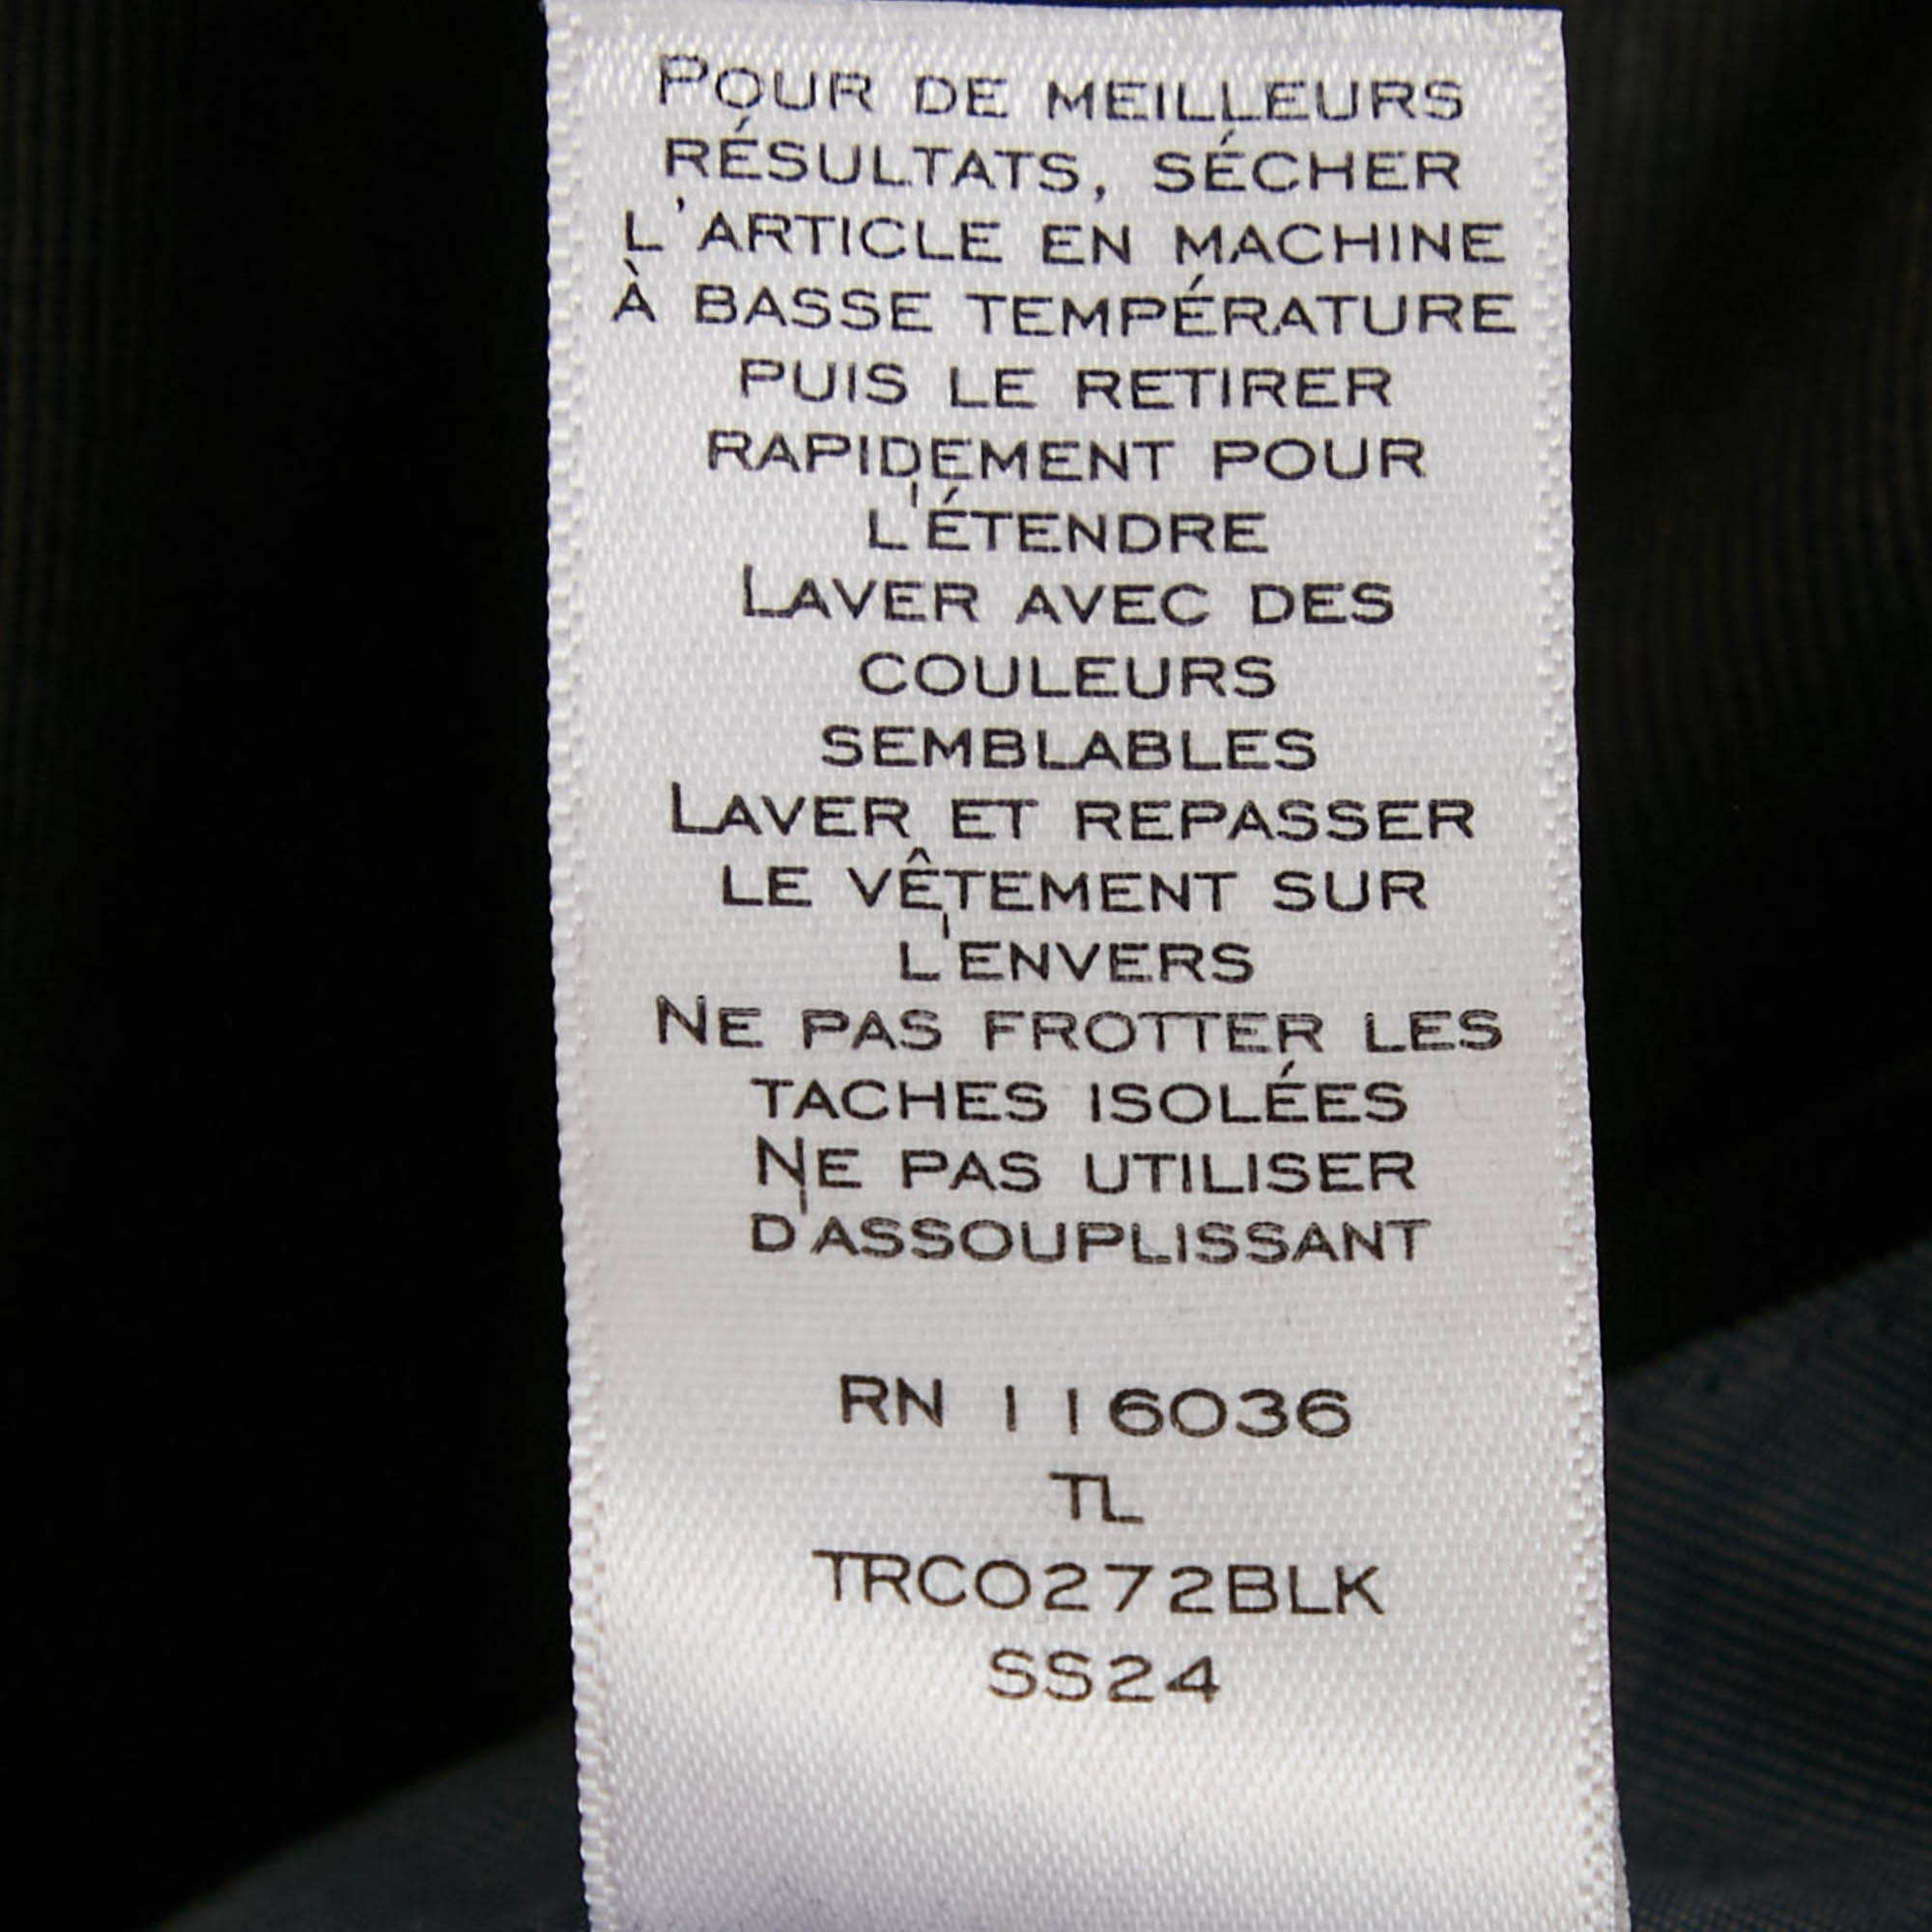 POUR DE MEILLEURS
RÉSULTATS, SÉCHER
L'ARTICLE EN MACHINE
À BASSE TEMPÉRATURE
PUIS LE RETIRER
RAPIDEMENT POUR
L'ÉTENDRE
LAVER AVEC DES
COULEURS
SEMBLABLES
LAVER ET REPASSER
LE VÊTEMENT SUR
L'ENVERS
NE PAS FROTTER LES
TACHES ISOLÉES
NE PAS UTILISER
D'ASSOUPLISSANT
RN 116036
TL
TRC0272BLK
SS24